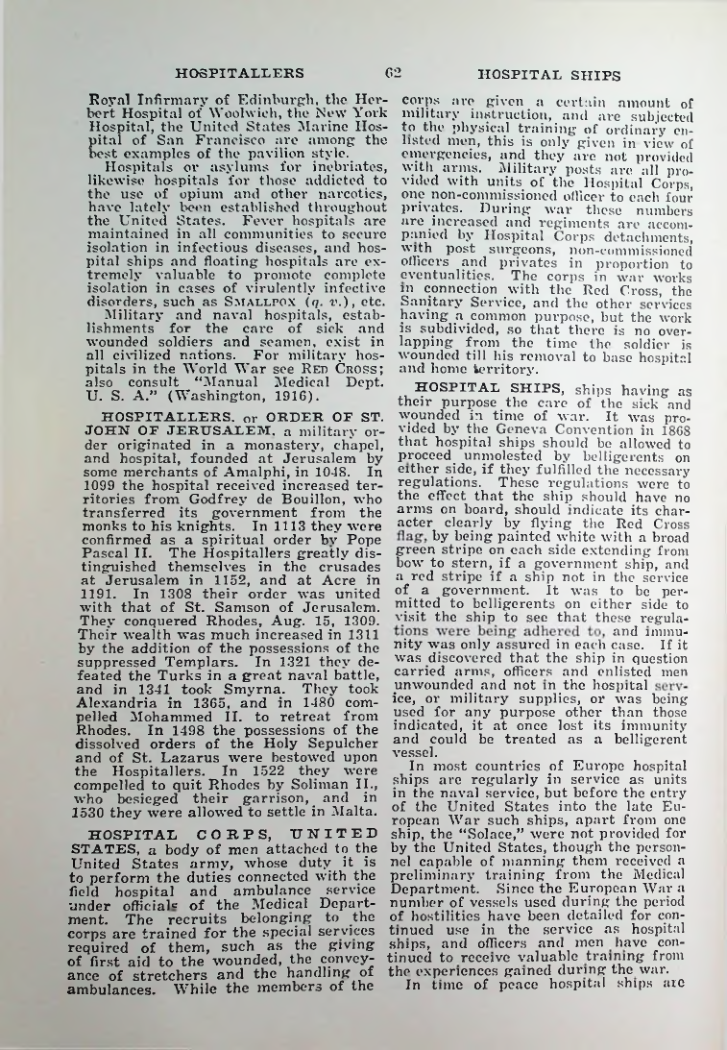 HOSPITALLERS 62 HOSPITAL SHIPS
Royal Infirmary of Edinburgh, the Her-
bert Hospital of Woolwich, the New York
Hospital, the United States Marine Hos-
pital of San Francisco are among the
best examples of the pavilion style.
Hospitals or asylums for inebriates,
likewise hospitals for those addicted to
the use of opium and other narcotics,
have lately been established throughout
the United States. Fever hospitals are
maintained in all communities to secure
isolation in infectious diseases, and hos-
pital ships and floating hospitals are ex-
tremely valuable to promote complete
isolation in cases of virulently infective
disorders, such as SMALLPOX (q. v.), etc.
Military and naval hospitals, estab-
lishments for the care of sick and
wounded soldiers and seamen, exist in
all civilized nations. For military hos-
pitals in the World War see RED CROSS;
also consult "Manual Medical Dept.
U. S. A." (Washington, 1916).
HOSPITALLERS, or ORDER OF ST.
JOHN OF JERUSALEM, a military or-
der originated in a monastery, chapel,
and hospital, founded at Jerusalem by
some merchants of Amalphi, in 1048. In
1099 the hospital received increased ter-
ritories from Godfrey de Bouillon, who
transferred its government from the
monks to his knights. In 1113 they were
confirmed as a spiritual order by Pope
Pascal II. The Hospitallers greatly dis-
tinguished themselves in the crusades
at Jerusalem in 1152, and at Acre in
1191. In 1308 their order was united
with that of St. Samson of Jerusalem.
They conquered Rhodes, Aug. 15, 1309.
Their wealth was much increased in 1311
by the addition of the possessions of the
suppressed Templars. In 1321 they de-
feated the Turks in a great naval battle,
and in 1341 took Smyrna. They took
Alexandria in 1365, and in 1480 com-
pelled Mohammed II. to retreat from
Rhodes. In 1498 the possessions of the
dissolved orders of the Holy Sepulcher
and of St. Lazarus were bestowed upon
the Hospitallers. In 1522 they were
compelled to quit Rhodes by Soliman II.,
who besieged their garrison, and in
1530 they were allowed to settle in Malta.
HOSPITAL CORPS, UNITED
STATES, a body of men attached to the
United States army, whose duty it is
to perform the duties connected with the
field hospital and ambulance service
under officials of the Medical Depart-
ment. The recruits belonging to the
corps are trained for the special services
required of them, such as the giving
of first aid to the wounded, the convey-
ance of stretchers and the handling of
ambulances. While the members of the
corps are given a certain amount of
military instruction, and are subjected
to the physical training of ordinary en-
listed men, this is only given in view of
emergencies, and they are not provided
with arms. Military posts are all pro-
vided with units of the Hospital Corps,
one non-commissioned officer to each four
privates. During war these numbers
are increased and regiments are accom-
panied by Hospital Corps detachments,
with post surgeons, non-commissioned
officers and privates in proportion to
eventualities. The corps in war works
in connection with the Red Cross, the
Sanitary Service, and the other services
having a common purpose, but the work
is subdivided, so that there is no over-
lapping from the time the soldier is
wounded till his removal to base hospital
and home territory.
HOSPITAL SHIPS, ships having as
their purpose the care of the sick and
wounded in time of war. It was pro-
vided by the Geneva Convention in 1868
that hospital ships should be allowed to
proceed unmolested by belligerents on
either side, if they fulfilled the necessary
regulations. These regulations were to
the effect that the ship should have no
arms on board, should indicate its char-
acter clearly by flying the Red Cross
flag, by being painted white with a broad
green stripe on each side extending from
bow to stern, if a government ship, and
a red stripe if a ship not in the service
of a government. It was to be per-
mitted to belligerents on either side to
visit the ship to see that these regula-
tions were being adhered to, and immu-
nity was only assured in each case. If it
was discovered that the ship in question
carried arms, officers and enlisted men
unwounded and not in the hospital serv-
ice, or military supplies, or was being
used for any purpose other than those
indicated, it at once lost its immunity
and could be treated as a belligerent
vessel.
In most countries of Europe hospital
ships are regularly in service as units
in the naval service, but before the entry
of the United States into the late Eu-
ropean War such ships, apart from one
ship, the "Solace," were not provided for
by the United States, though the person-
nel capable of manning them received a
preliminary training from the Medical
Department. Since the European War a
number of vessels used during the period
of hostilities have been detailed for con-
tinued use in the service as hospital
ships, and officers and men have con-
tinued to receive valuable training from
the experiences gained during the war.
In time of peace hospital ships are